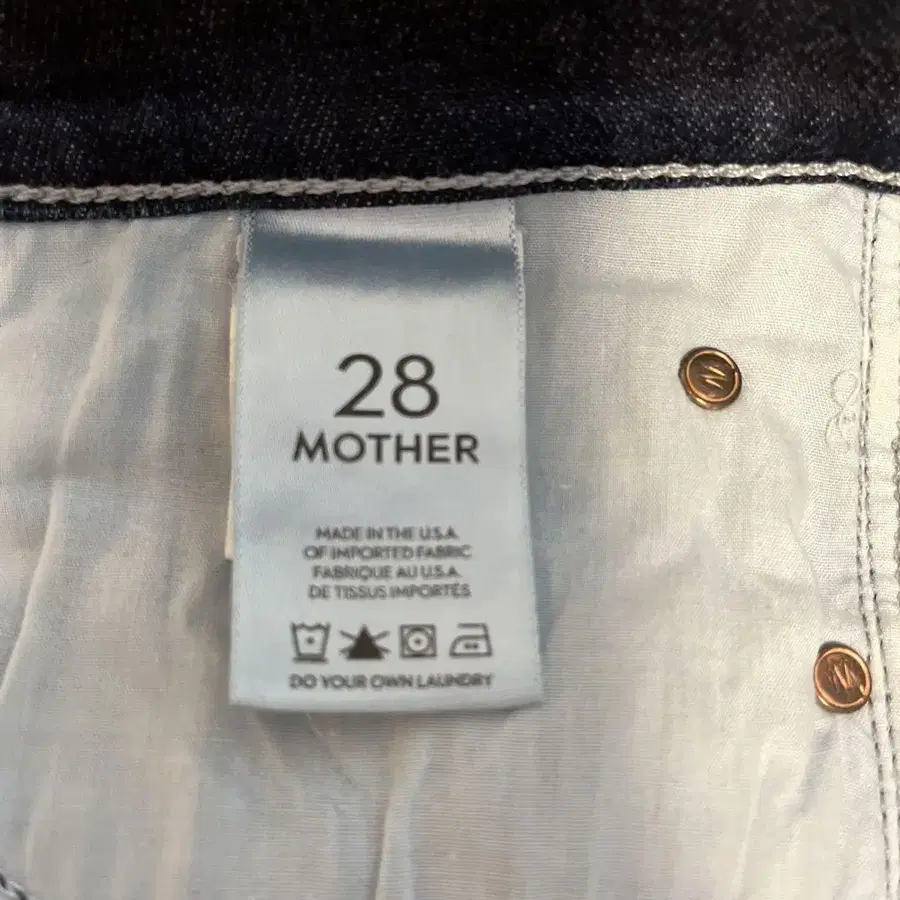 28
MOTHER
MADE IN THE U.S.A.
OF IMPORTED FABRIC
FABRIQUE AU U.S.A.
DE TISSUS IMPORTÉS
DO YOUR OWN LAUNDRY